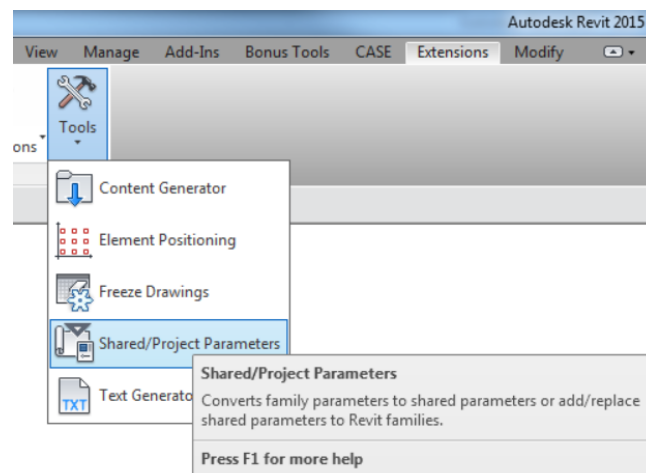 Autodesk Revit 2015
View Manage Add-Ins Bonus Tools CASE Extensions Modify
Tools
ons
Content Generator
Element Positioning
Freeze Drawings
Shared/Project Parameters
Shared/Project Parameters
Text Generato
TXT
Converts family parameters to shared parameters or add/replace
shared parameters to Revit families.
Press F1 for more help